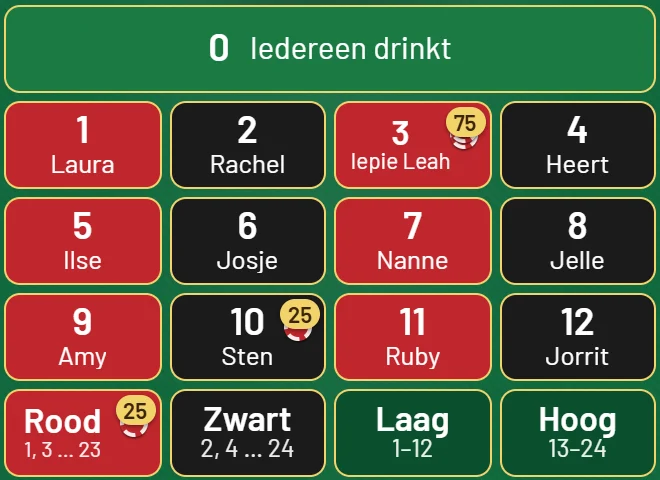 0 Iedereen drinkt
1
Laura
2
Rachel
3
75
Iepie Leah
4
Heert
5
Ilse
6
Josje
7
Nanne
8
Jelle
9
Amy
10
25
Sten
11
Ruby
12
Jorrit
Rood
25
1, 3 ... 23
Zwart
2, 4 ... 24
Laag
1–12
Hoog
13–24